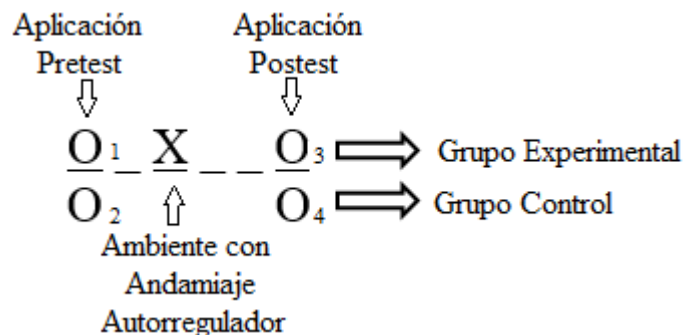 Aplicación
Pretest
Aplicación
Postest
O1 X O3
Grupo Experimental
O2 O4
Grupo Control
Ambiente con
Andamiaje
Autorregulador